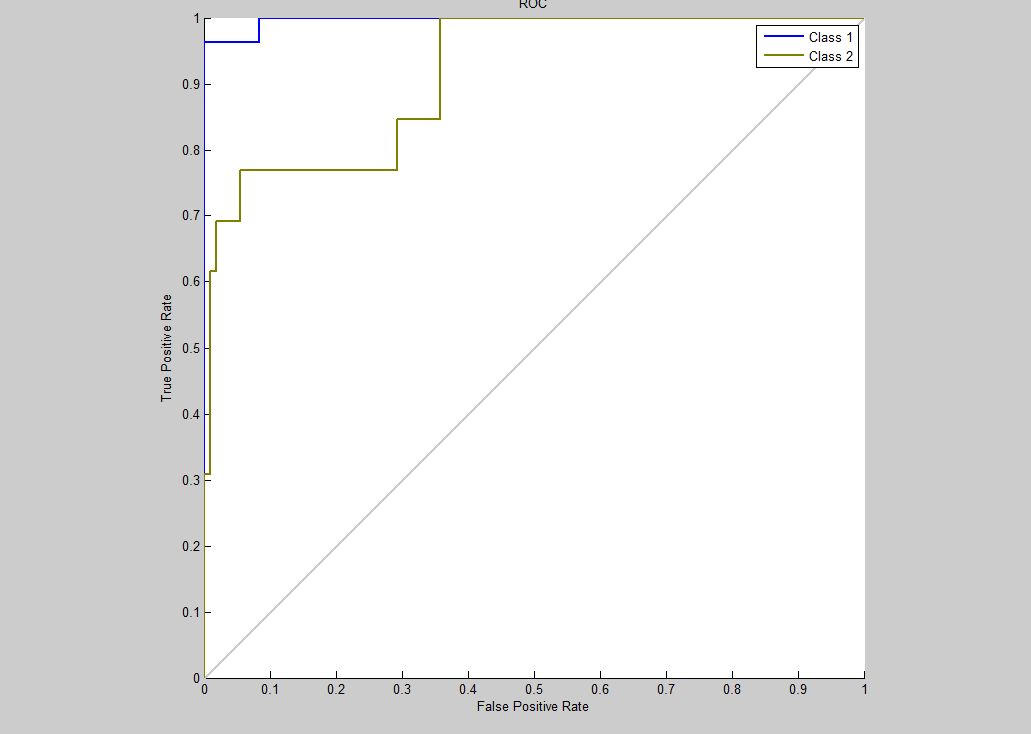 ROC
Class 1
Class 2
1
0.9
0.8
0.7
0.6
0.5
0.4
0.3
0.2
0.1
0
True Positive Rate
0 0.1 0.2 0.3 0.4 0.5 0.6 0.7 0.8 0.9 1
False Positive Rate